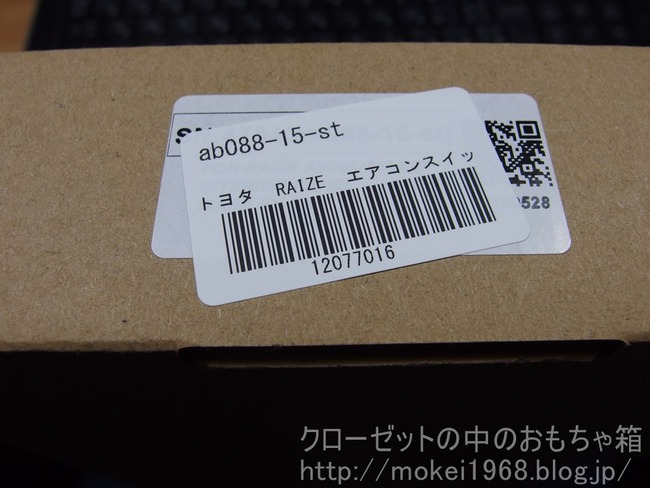 ab088-15-st
トヨタ RAIZE エアコンスイッ
12077016
528
クローゼットの中のおもちゃ箱
http://mokei1968.blog.jp/